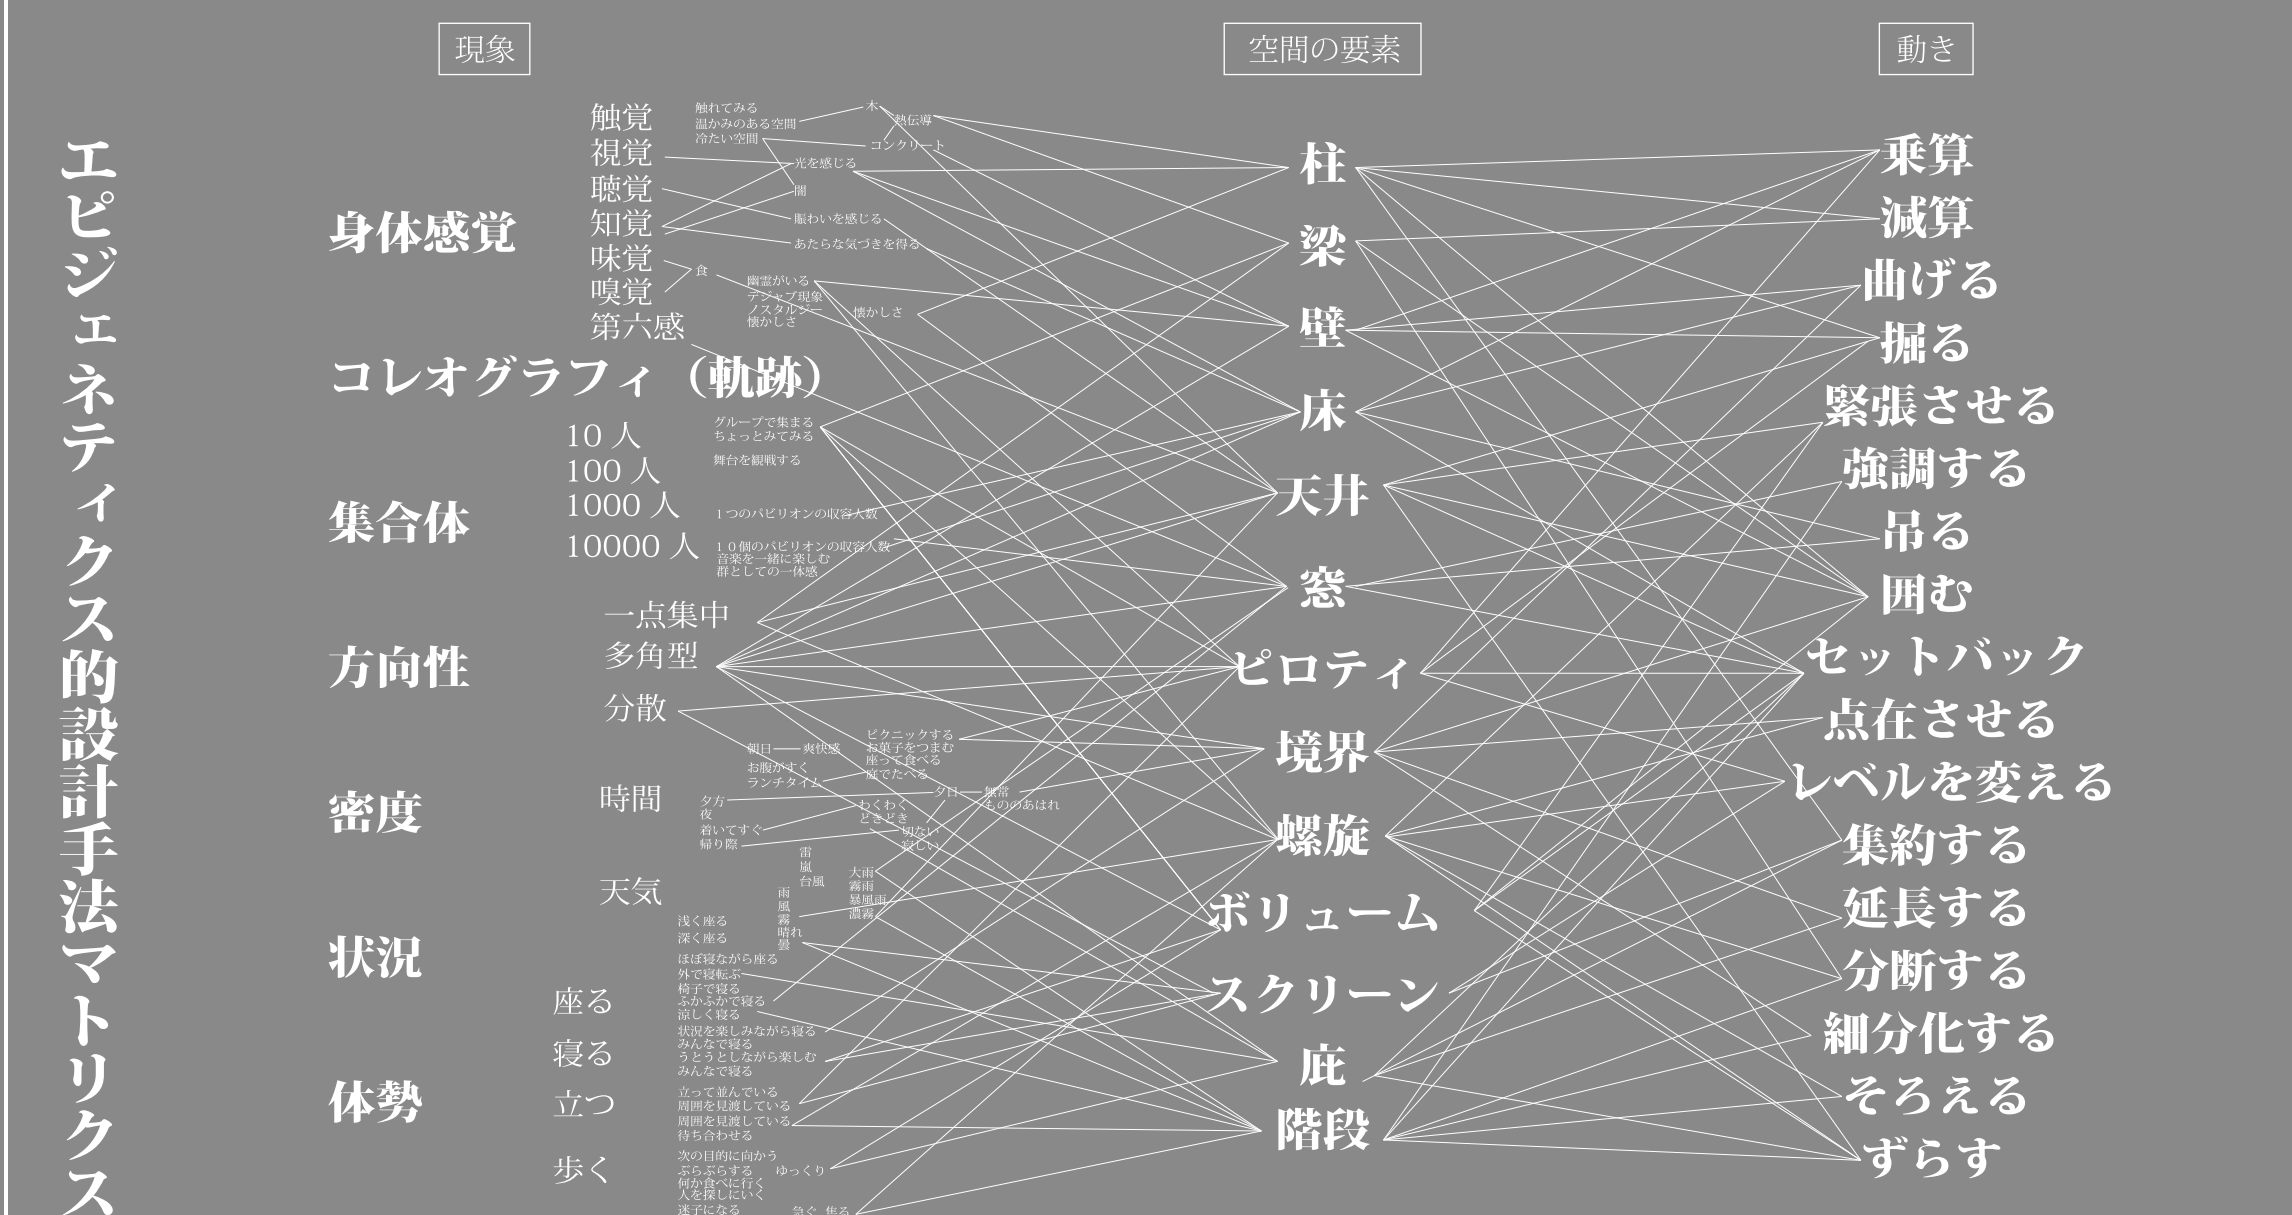 エピジェネティクス的設計手法マトリクス
現象
身体感覚
触覚
視覚
聴覚
知覚
味覚
嗅覚
第六感
触れてみる
温かみのある空間
冷たい空間
木
熱伝導
コンクリート
光を感じる
闇
賑わいを感じる
あたらな気づきを得る
食
幽霊がいる
デジャブ現象
ノスタルジー
懐かしさ
懐かしさ
コレオグラフィ（軌跡）
集合体
10 人
100 人
1000 人
10000 人
グループで集まる
ちょっとみてみる
舞台を観戦する
１つのパビリオンの収容人数
１０個のパビリオンの収容人数
音楽を一緒に楽しむ
群としての一体感
方向性
一点集中
多角型
分散
密度
時間
朝日
爽快感
お腹がすく
ランチタイム
ピクニックする
お菓子をつまむ
座って食べる
庭でたべる
夕方
夜
着いてすぐ
帰り際
わくわく
どきどき
夕日
無常
もののあはれ
切ない
寂しい
天気
雷
嵐
台風
大雨
霧雨
暴風雨
濃霧
雨
風
霧
晴れ
曇
状況
体勢
座る
寝る
立つ
歩く
浅く座る
深く座る
ほぼ寝ながら座る
外で寝転ぶ
椅子で寝る
ふかふかで寝る
涼しく寝る
状況を楽しみながら寝る
みんなで寝る
うとうとしながら楽しむ
みんなで寝る
立って並んでいる
周囲を見渡している
周囲を見渡している
待ち合わせる
次の目的に向かう
ぶらぶらする
ゆっくり
何か食べに行く
人を探しにいく
迷子になる
急ぐ 焦る
空間の要素
柱
梁
壁
床
天井
窓
ピロティ
境界
螺旋
ボリューム
スクリーン
庇
階段
動き
乗算
減算
曲げる
掘る
緊張させる
強調する
吊る
囲む
セットバック
点在させる
レベルを変える
集約する
延長する
分断する
細分化する
そろえる
ずらす